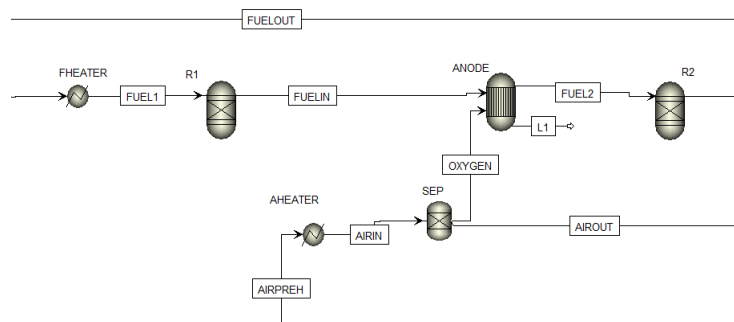 FUELOUT
FHEATER
R1
ANODE
R2
FUEL1
FUELIN
FUEL2
L1
OXYGEN
AHEATER
SEP
AIRIN
AIROUT
AIRPREH